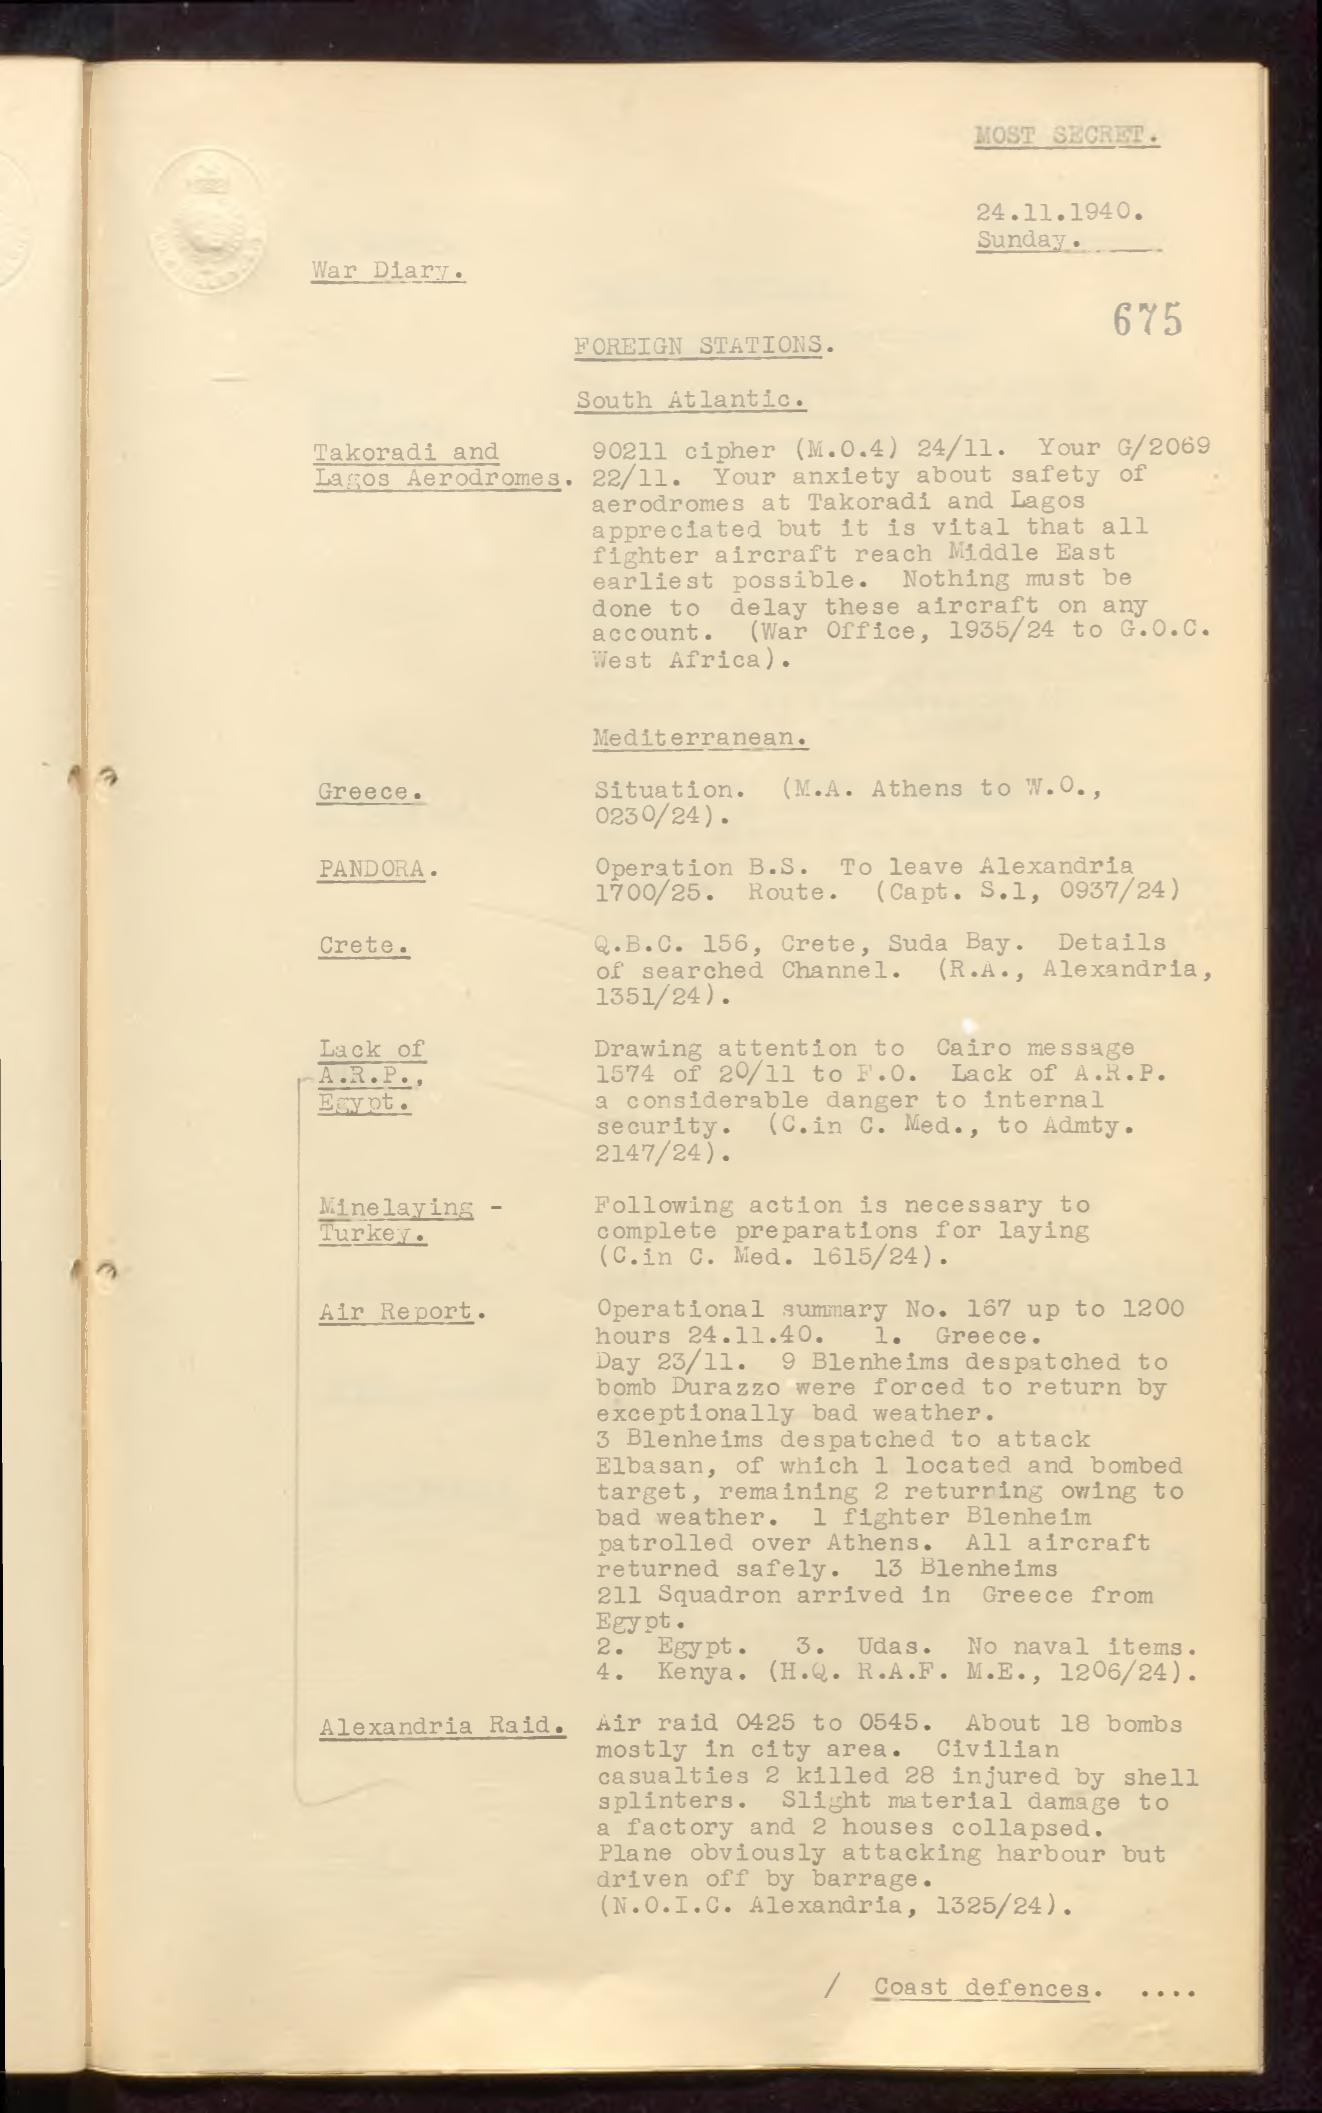 MOST SECRET.
24.11.1940.
Sunday.
War Diary.
675
FOREIGN STATIONS.
South Atlantic.
Takoradi and
Lagos Aerodromes.
90211 cipher (M.O.4) 24/11. Your G/2069
22/11. Your anxiety about safety of
aerodromes at Takoradi and Lagos
appreciated but it is vital that all
fighter aircraft reach Middle East
earliest possible. Nothing must be
done to delay these aircraft on any
account. (War Office, 1935/24 to G.O.C.
West Africa).
Mediterranean.
Greece.
Situation. (M.A. Athens to W.O.,
0230/24).
PANDORA.
Operation B.S. To leave Alexandria
1700/25. Route. (Capt. S.1, 0937/24)
Crete.
Q.B.C. 156, Crete, Suda Bay. Details
of searched Channel. (R.A., Alexandria,
1351/24).
Lack of
A.R.P.,
Egypt.
Drawing attention to Cairo message
1574 of 20/11 to F.O. Lack of A.R.P.
a considerable danger to internal
security. (C.in C. Med., to Admty.
2147/24).
Minelaying -
Turkey.
Following action is necessary to
complete preparations for laying
(C.in C. Med. 1615/24).
Air Report.
Operational summary No. 167 up to 1200
hours 24.11.40. 1. Greece.
Day 23/11. 9 Blenheims despatched to
bomb Durazzo were forced to return by
exceptionally bad weather.
3 Blenheims despatched to attack
Elbasan, of which 1 located and bombed
target, remaining 2 returning owing to
bad weather. 1 fighter Blenheim
patrolled over Athens. All aircraft
returned safely. 13 Blenheims
211 Squadron arrived in Greece from
Egypt.
2. Egypt. 3. Udas. No naval items.
4. Kenya. (H.Q. R.A.F. M.E., 1206/24).
Alexandria Raid.
Air raid 0425 to 0545. About 18 bombs
mostly in city area. Civilian
casualties 2 killed 28 injured by shell
splinters. Slight material damage to
a factory and 2 houses collapsed.
Plane obviously attacking harbour but
driven off by barrage.
(N.O.I.C. Alexandria, 1325/24).
/ Coast defences. ....